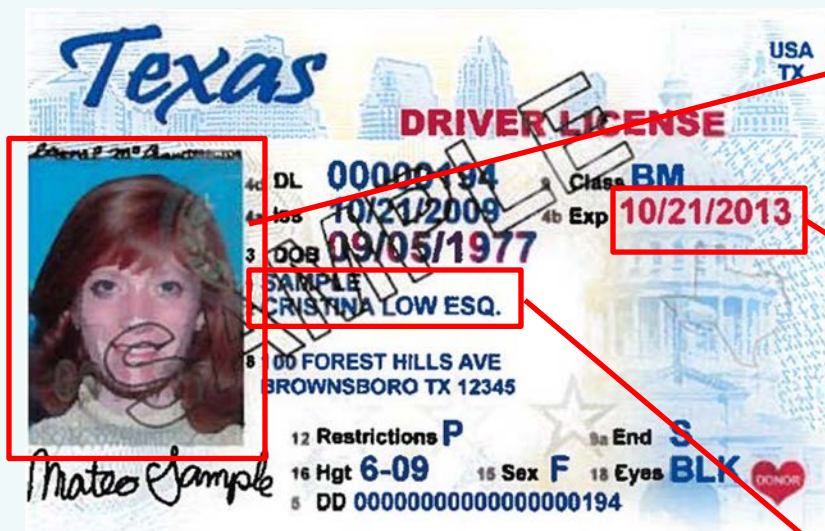 Texas
USA
TX
DRIVER LICENSE
4d DL 00000194 9 Class BM
4a Iss 10/21/2009 4b Exp 10/21/2013
3 DOB 09/05/1977
SAMPLE
CRISTINA LOW ESQ.
8 100 FOREST HILLS AVE
BROWNSBORO TX 12345
12 Restrictions P 9a End S
16 Hgt 6-09 15 Sex F 18 Eyes BLK
5 DD 00000000000000000194
DONOR
Mateo Sample
SAMPLE